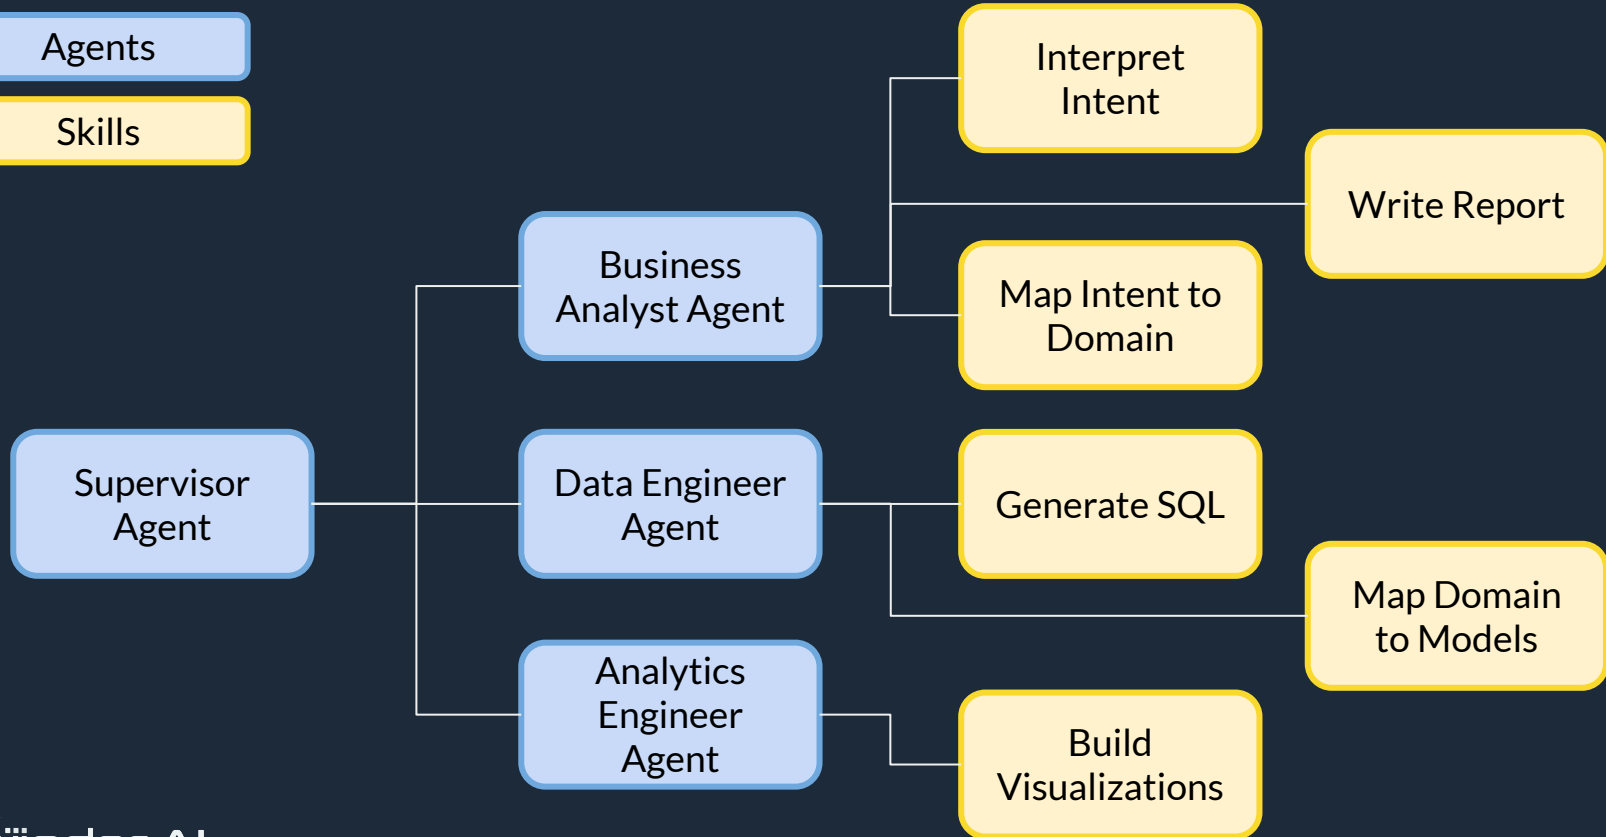 Agents
Skills
Interpret
Intent
Write Report
Business
Analyst Agent
Map Intent to
Domain
Supervisor
Agent
Data Engineer
Agent
Generate SQL
Map Domain
to Models
Analytics
Engineer
Agent
Build
Visualizations
AI